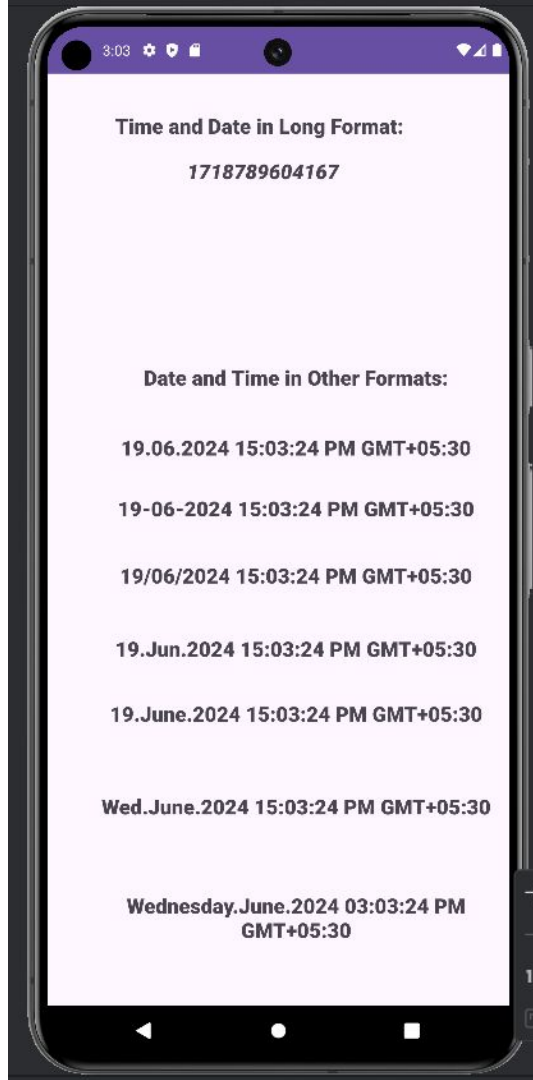 3:03
Time and Date in Long Format:
1718789604167
Date and Time in Other Formats:
19.06.2024 15:03:24 PM GMT+05:30
19-06-2024 15:03:24 PM GMT+05:30
19/06/2024 15:03:24 PM GMT+05:30
19.Jun.2024 15:03:24 PM GMT+05:30
19.June.2024 15:03:24 PM GMT+05:30
Wed.June.2024 15:03:24 PM GMT+05:30
Wednesday.June.2024 03:03:24 PM
GMT+05:30